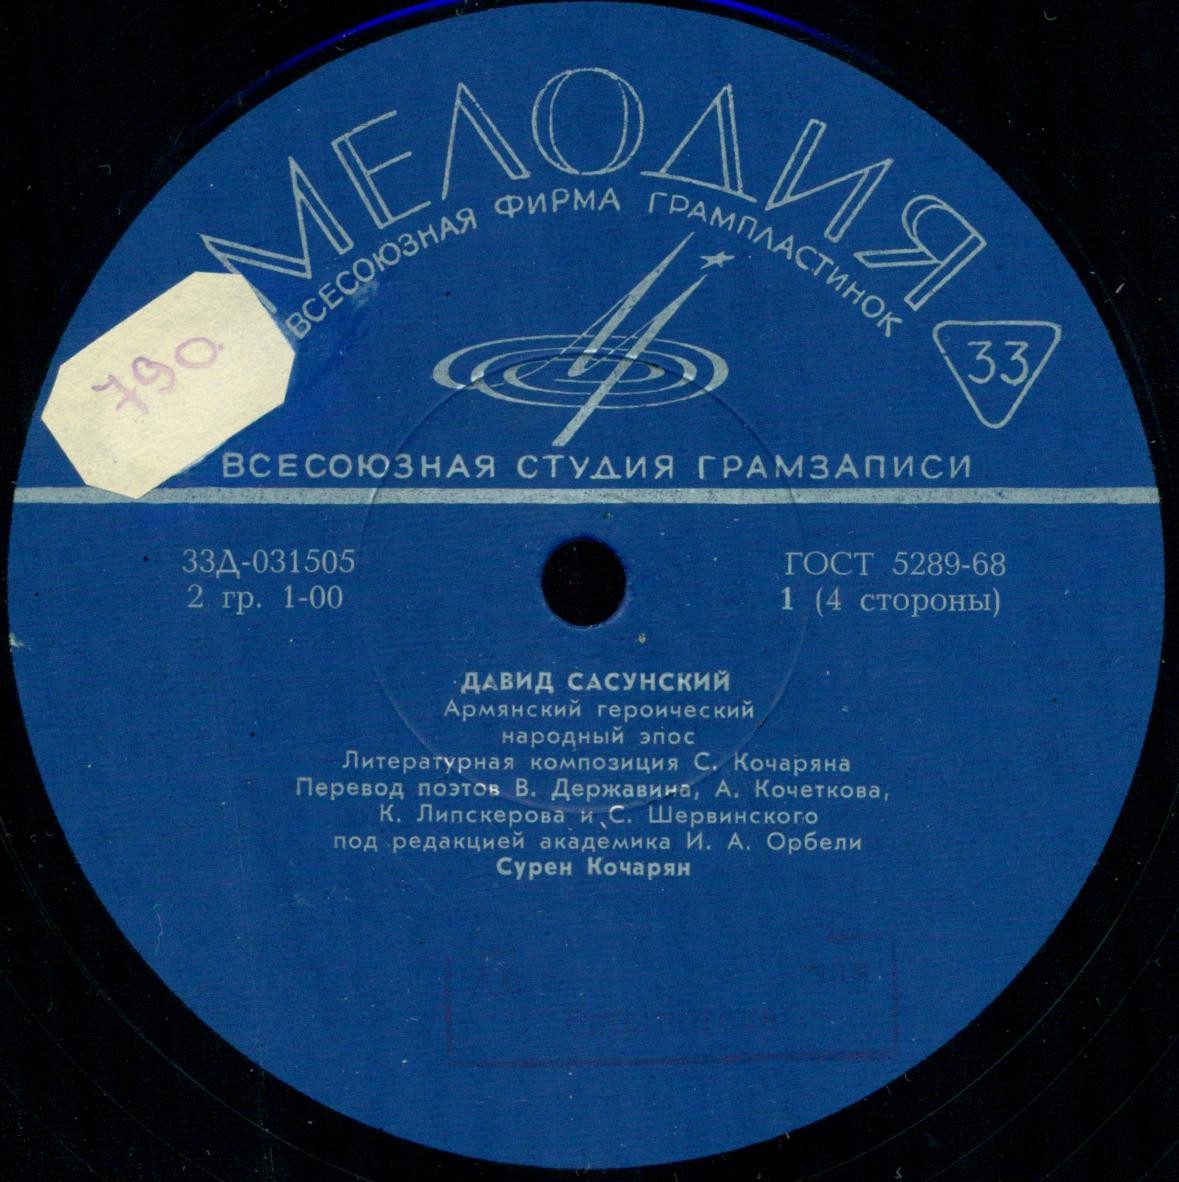 МЕЛОДИЯ
ВСЕСОЮЗНАЯ ФИРМА ГРАМПЛАСТИНОК
33
790
ВСЕСОЮЗНАЯ СТУДИЯ ГРАМЗАПИСИ
33Д-031505
2 гр. 1-00
ГОСТ 5289-68
1 (4 стороны)
ДАВИД САСУНСКИЙ
Армянский героический
народный эпос
Литературная композиция С. Кочаряна
Перевод поэтов В. Державина, А. Кочеткова,
К. Липскерова и С. Шервинского
под редакцией академика И. А. Орбели
Сурен Кочарян